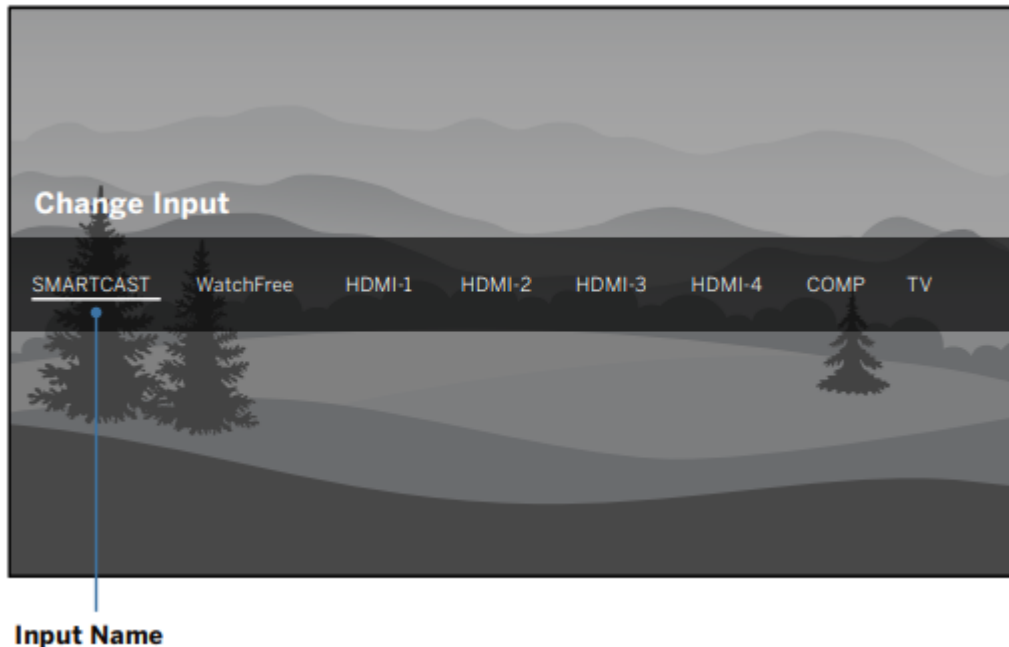 Change Input
SMARTCAST WatchFree HDMI-1 HDMI-2 HDMI-3 HDMI-4 COMP TV
Input Name